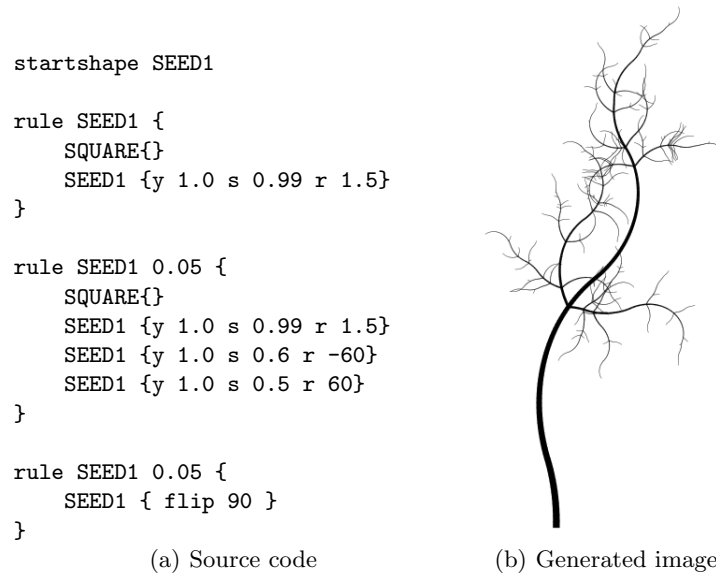 startshape SEED1
rule SEED1 {
SQUARE{}
SEED1 {y 1.0 s 0.99 r 1.5}
}
rule SEED1 0.05 {
SQUARE{}
SEED1 {y 1.0 s 0.99 r 1.5}
SEED1 {y 1.0 s 0.6 r -60}
SEED1 {y 1.0 s 0.5 r 60}
}
rule SEED1 0.05 {
SEED1 { flip 90 }
}
(a) Source code
(b) Generated image